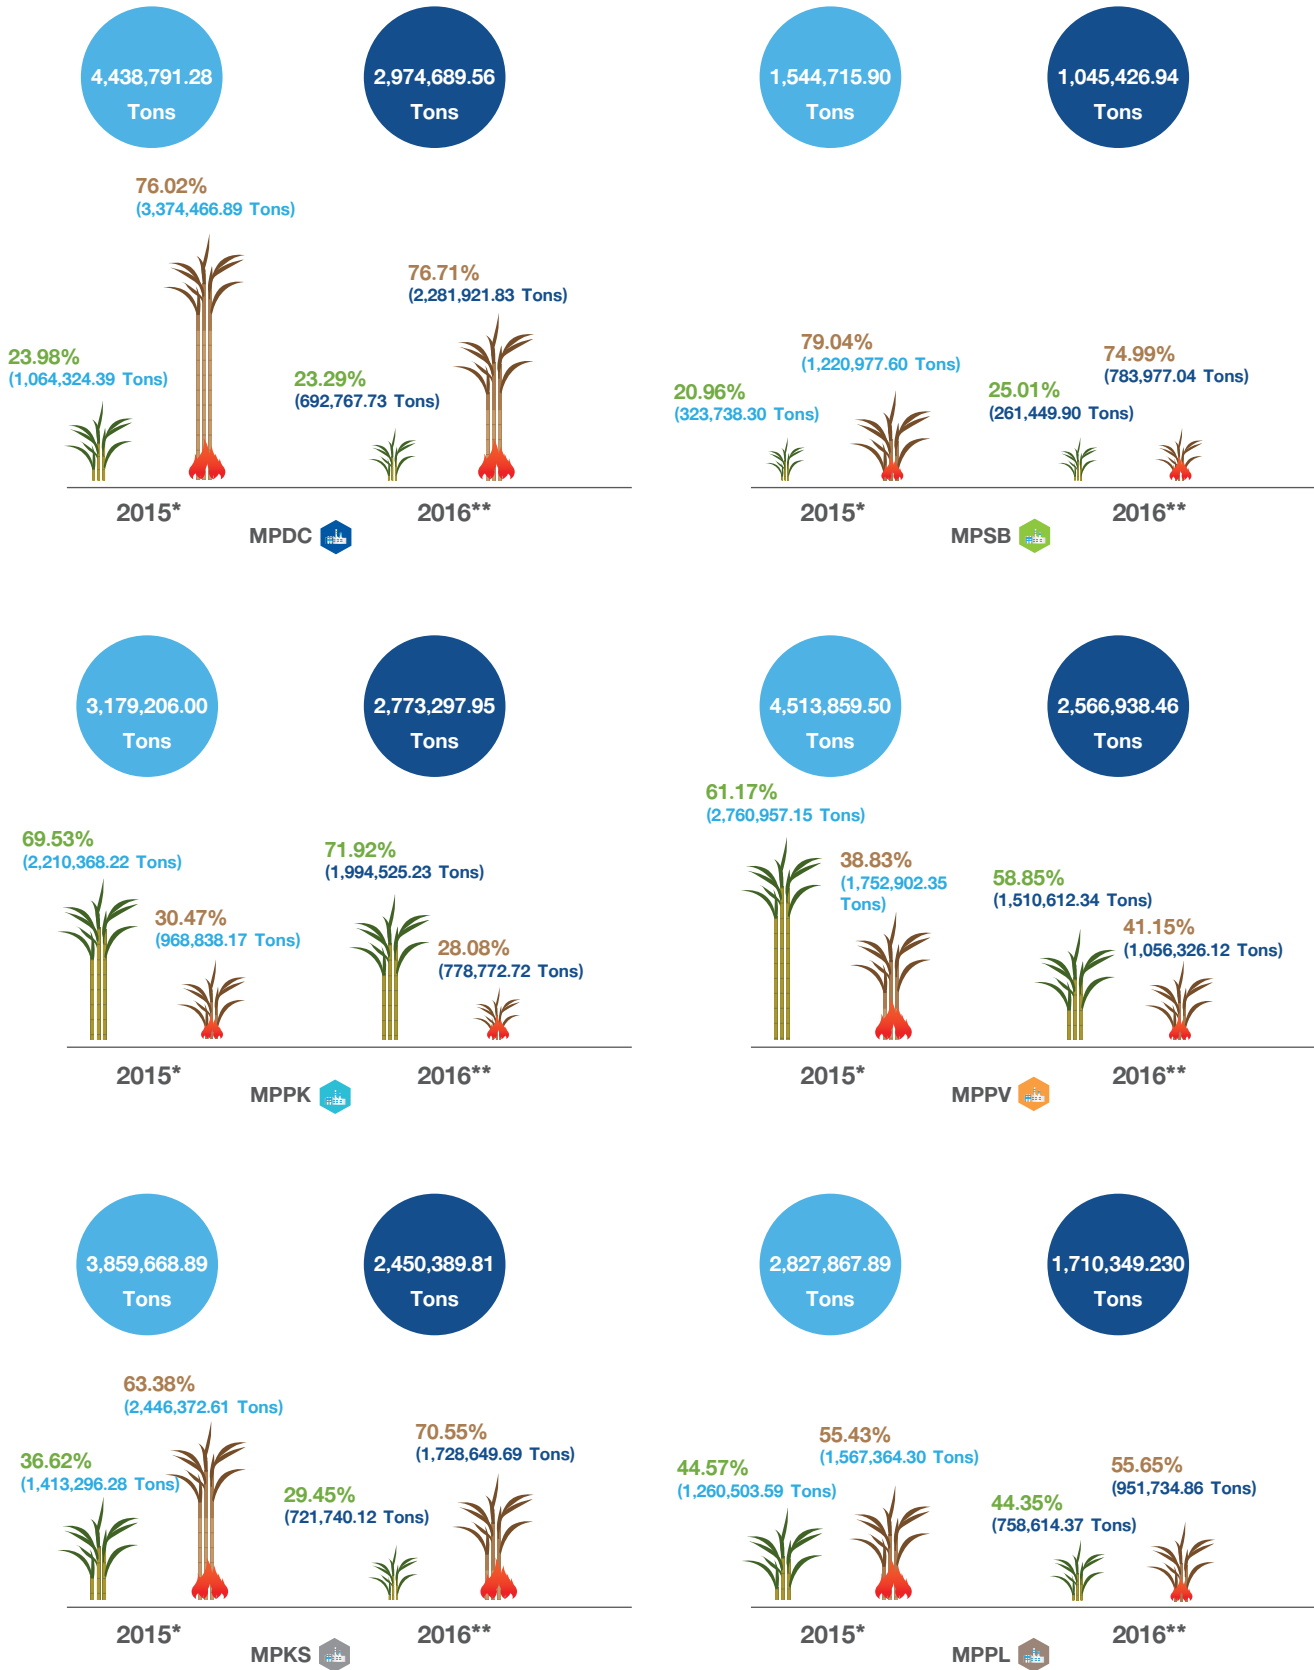 4,438,791.28
Tons
2,974,689.56
Tons
76.02%
(3,374,466.89 Tons)
76.71%
(2,281,921.83 Tons)
23.98%
(1,064,324.39 Tons)
23.29%
(692,767.73 Tons)
2015*
2016**
MPDC
1,544,715.90
Tons
1,045,426.94
Tons
79.04%
(1,220,977.60 Tons)
74.99%
(783,977.04 Tons)
20.96%
(323,738.30 Tons)
25.01%
(261,449.90 Tons)
2015*
2016**
MPSB
3,179,206.00
Tons
2,773,297.95
Tons
69.53%
(2,210,368.22 Tons)
71.92%
(1,994,525.23 Tons)
30.47%
(968,838.17 Tons)
28.08%
(778,772.72 Tons)
2015*
2016**
MPPK
4,513,859.50
Tons
2,566,938.46
Tons
61.17%
(2,760,957.15 Tons)
38.83%
(1,752,902.35
Tons)
58.85%
(1,510,612.34 Tons)
41.15%
(1,056,326.12 Tons)
2015*
2016**
MPPV
3,859,668.89
Tons
2,450,389.81
Tons
63.38%
(2,446,372.61 Tons)
70.55%
(1,728,649.69 Tons)
36.62%
(1,413,296.28 Tons)
29.45%
(721,740.12 Tons)
2015*
2016**
MPKS
2,827,867.89
Tons
1,710,349.230
Tons
55.43%
(1,567,364.30 Tons)
55.65%
(951,734.86 Tons)
44.57%
(1,260,503.59 Tons)
44.35%
(758,614.37 Tons)
2015*
2016**
MPPL